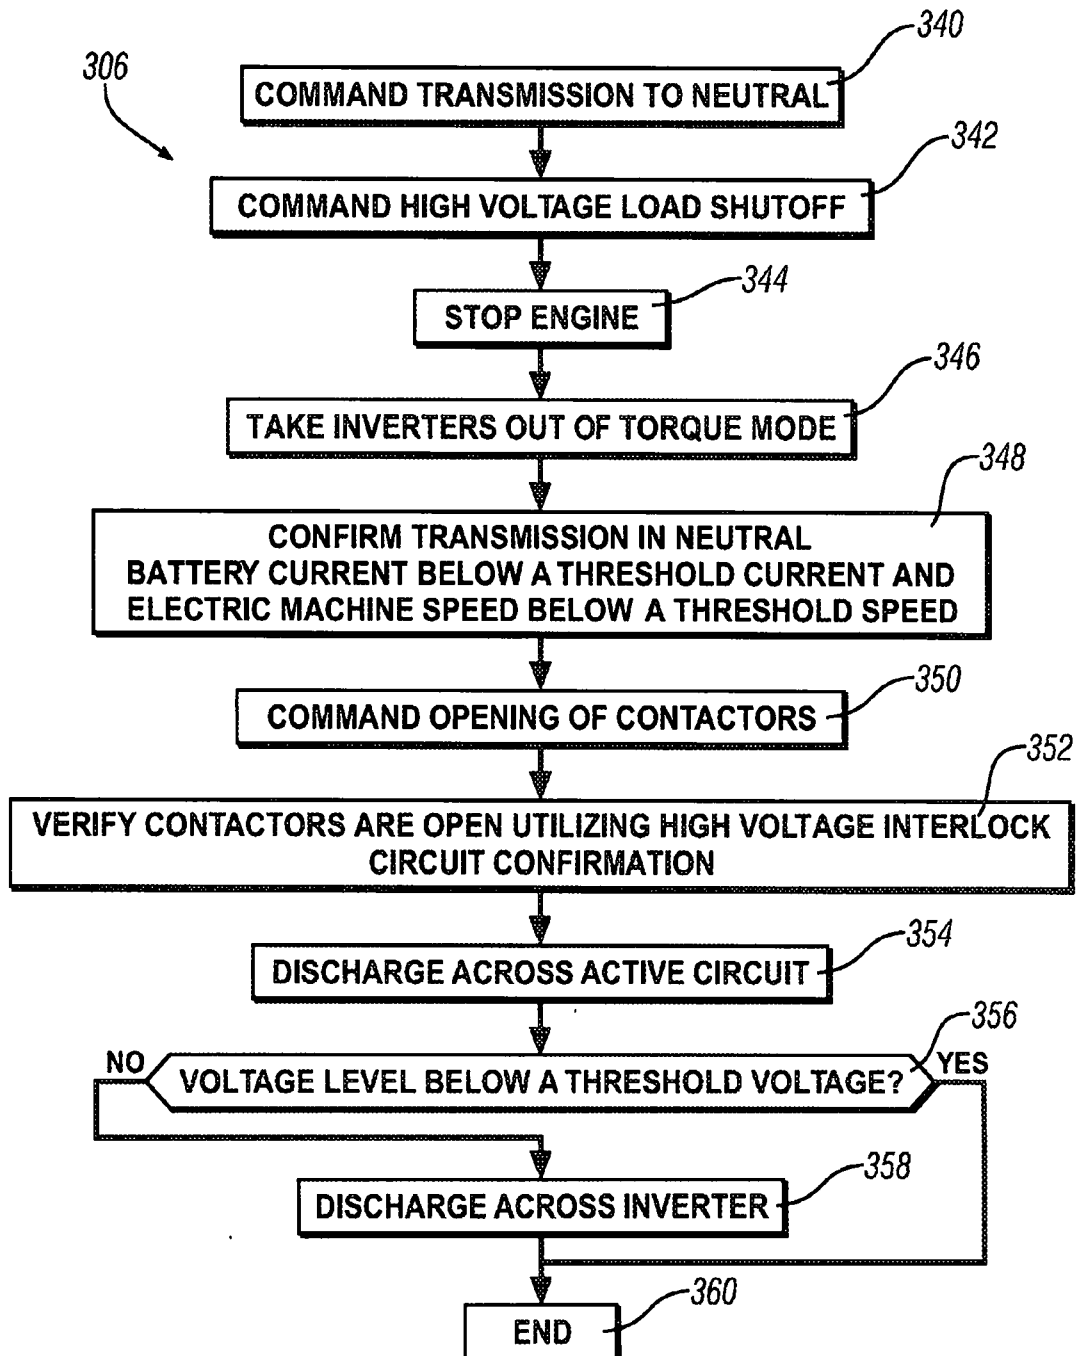 340
306
COMMAND TRANSMISSION TO NEUTRAL
342
COMMAND HIGH VOLTAGE LOAD SHUTOFF
344
STOP ENGINE
346
TAKE INVERTERS OUT OF TORQUE MODE
348
CONFIRM TRANSMISSION IN NEUTRAL
BATTERY CURRENT BELOW A THRESHOLD CURRENT AND
ELECTRIC MACHINE SPEED BELOW A THRESHOLD SPEED
350
COMMAND OPENING OF CONTACTORS
352
VERIFY CONTACTORS ARE OPEN UTILIZING HIGH VOLTAGE INTERLOCK
CIRCUIT CONFIRMATION
354
DISCHARGE ACROSS ACTIVE CIRCUIT
356
NO
YES
VOLTAGE LEVEL BELOW A THRESHOLD VOLTAGE?
358
DISCHARGE ACROSS INVERTER
360
END